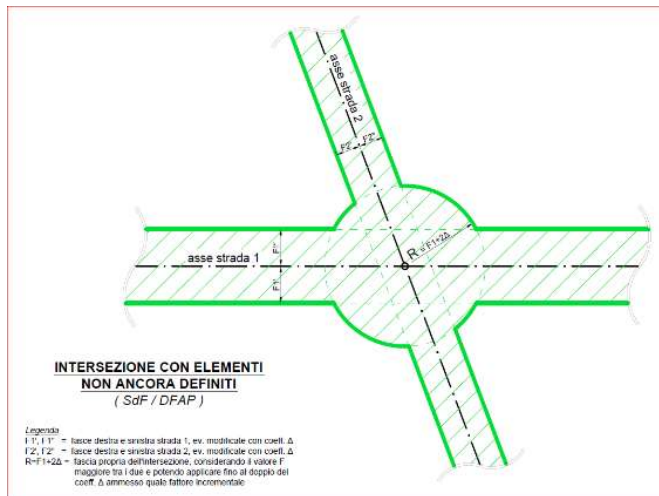 asse strada 2
F2' F2"
F1"
asse strada 1
R = F1+2Δ
F1'
INTERSEZIONE CON ELEMENTI
NON ANCORA DEFINITI
( SdF / DFAP )
Legenda
F1', F1" = fasce destra e sinistra strada 1, ev. modificate con coeff. Δ
F2', F2" = fasce destra e sinistra strada 2, ev. modificate con coeff. Δ
R=F1+2Δ = fascia propria dell'intersezione, considerando il valore F
maggiore tra i due e potendo applicare fino al doppio del
coeff. Δ ammesso quale fattore incrementale